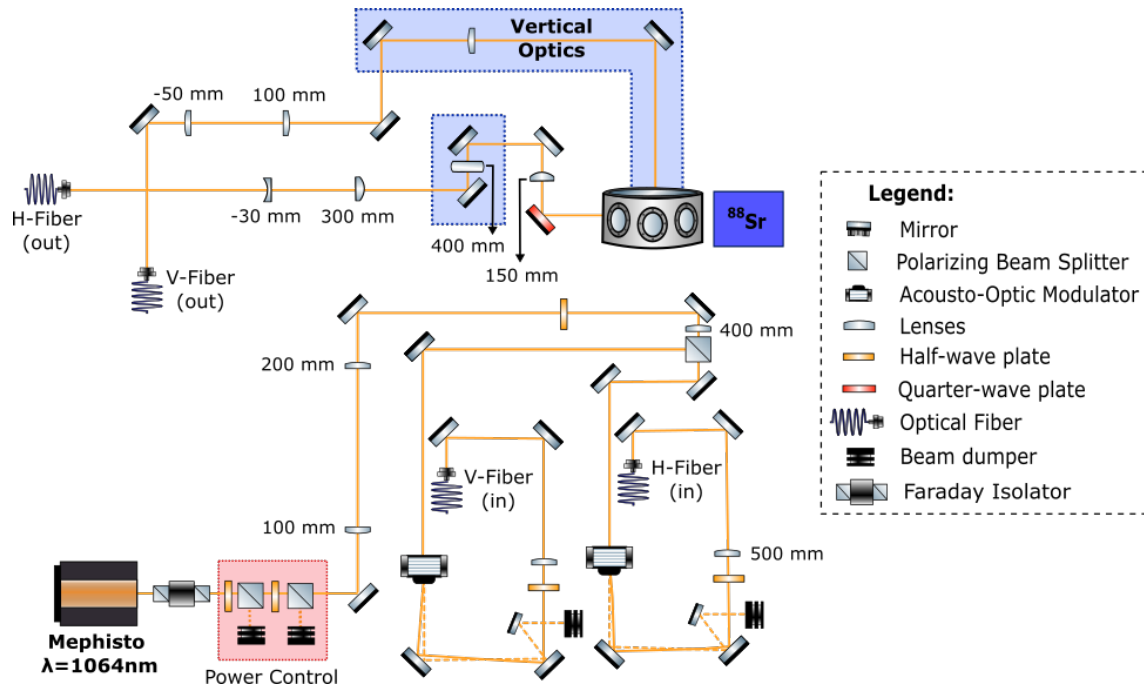 Vertical
Optics
-50 mm
100 mm
H-Fiber
(out)
-30 mm
300 mm
400 mm
150 mm
⁸⁸Sr
V-Fiber
(out)
200 mm
400 mm
V-Fiber
(in)
H-Fiber
(in)
100 mm
500 mm
Mephisto
λ=1064nm
Power Control
Legend:
Mirror
Polarizing Beam Splitter
Acousto-Optic Modulator
Lenses
Half-wave plate
Quarter-wave plate
Optical Fiber
Beam dumper
Faraday Isolator